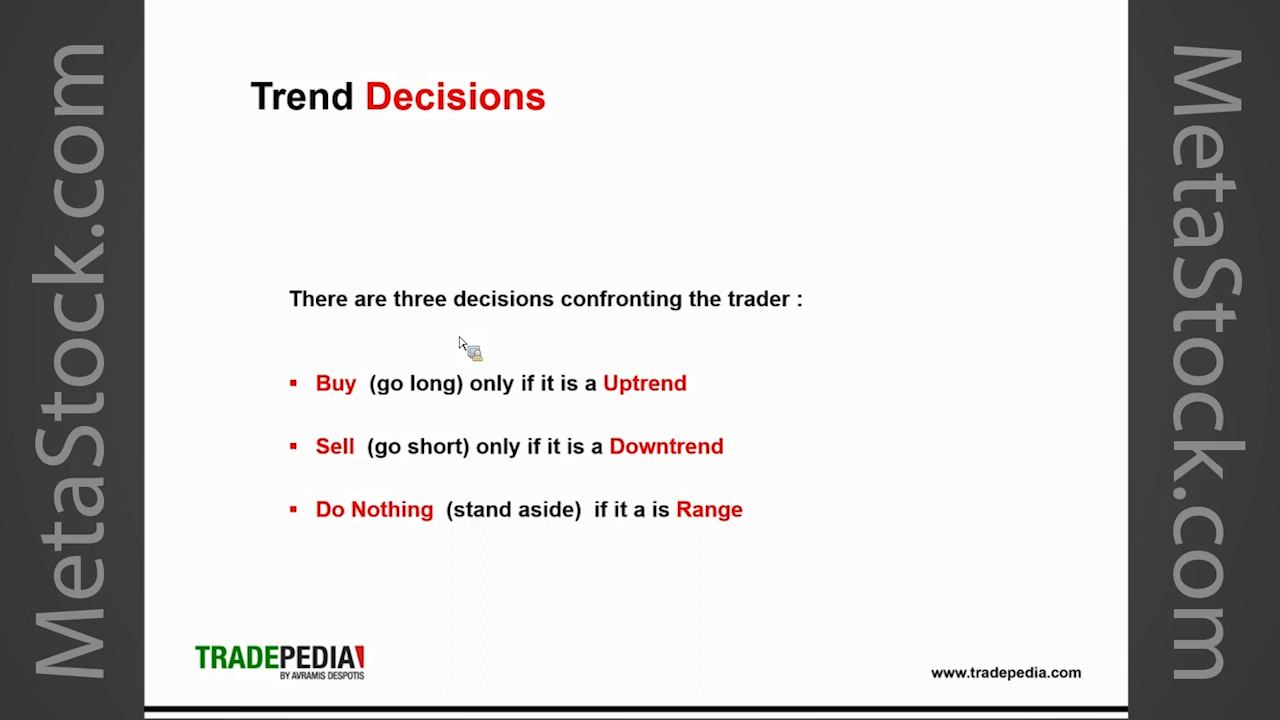 MetaStock.com
Trend Decisions
There are three decisions confronting the trader :
▪ Buy (go long) only if it is a Uptrend
▪ Sell (go short) only if it is a Downtrend
▪ Do Nothing (stand aside) if it a is Range
TRADEPEDIA
BY AVRAMIS DESPOTIS
www.tradepedia.com
MetaStock.com